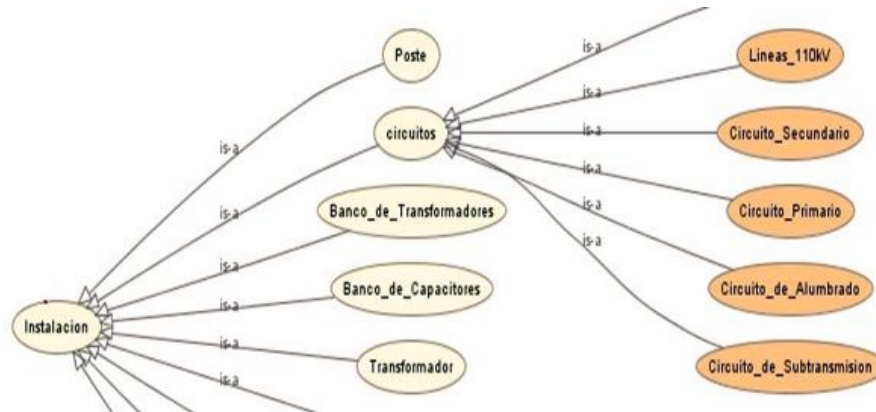 Poste
circuitos
Banco_de_Transformadores
Banco_de_Capacitores
Instalacion
Transformador
Lineas_110kV
Circuito_Secundario
Circuito_Primario
Circuito_de_Alumbrado
Circuito_de_Subtransmision
is-a
is-a
is-a
is-a
is-a
is-a
is-a
is-a
is-a
is-a
is-a
is-a